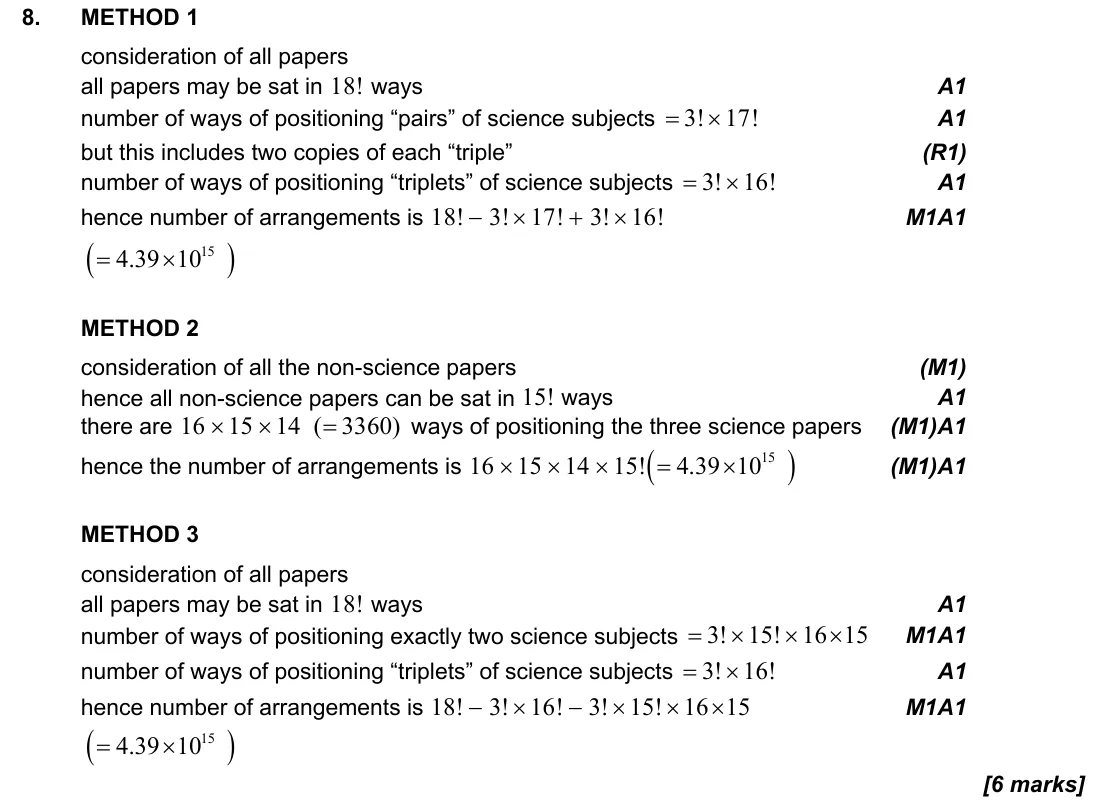 8. METHOD 1
consideration of all papers
all papers may be sat in 18! ways A1
number of ways of positioning “pairs” of science subjects = 3! × 17! A1
but this includes two copies of each “triple” (R1)
number of ways of positioning “triplets” of science subjects = 3! × 16! A1
hence number of arrangements is 18! − 3! × 17! + 3! × 16! M1A1
(= 4.39 × 10¹⁵ )
METHOD 2
consideration of all the non-science papers (M1)
hence all non-science papers can be sat in 15! ways A1
there are 16 × 15 × 14 (= 3360) ways of positioning the three science papers (M1)A1
hence the number of arrangements is 16 × 15 × 14 × 15! (= 4.39 × 10¹⁵ ) (M1)A1
METHOD 3
consideration of all papers
all papers may be sat in 18! ways A1
number of ways of positioning exactly two science subjects = 3! × 15! × 16 × 15 M1A1
number of ways of positioning “triplets” of science subjects = 3! × 16! A1
hence number of arrangements is 18! − 3! × 16! − 3! × 15! × 16 × 15 M1A1
(= 4.39 × 10¹⁵ )
[6 marks]